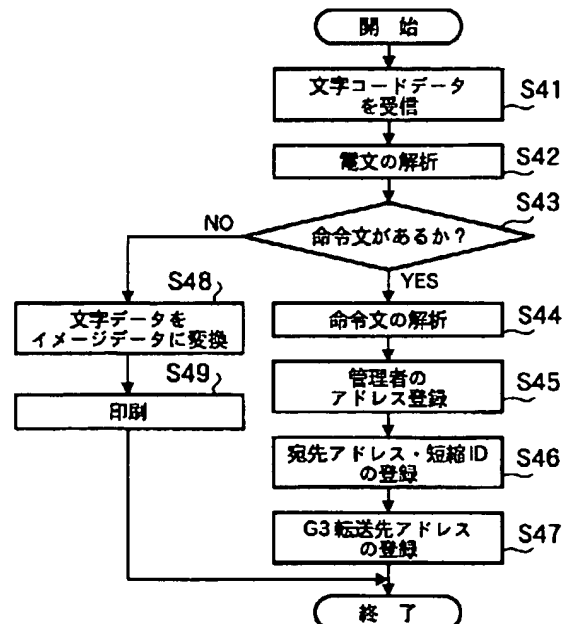 開 始
文字コードデータ
を受信
S41
電文の解析
S42
命令文があるか?
S43
NO
YES
S48
文字データを
イメージデータに変換
S49
印刷
命令文の解析
S44
管理者の
アドレス登録
S45
宛先アドレス・短縮ID
の登録
S46
G3転送先アドレス
の登録
S47
終 了